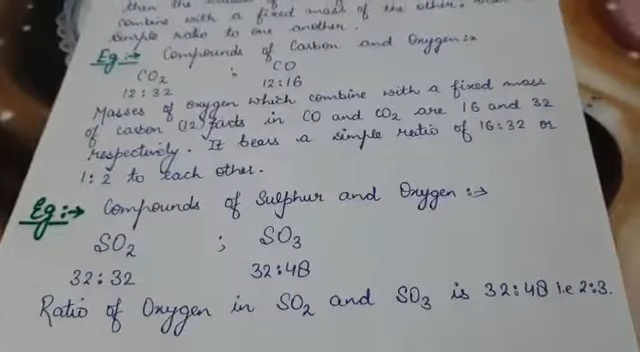 then the
combine with a fixed mass of the other,
simple ratio to one another.
Eg:→ Compounds of Carbon and Oxygen:→
CO₂ ; CO
12:32 12:16
Masses of oxygen which combine with a fixed mass
of carbon (12) parts in CO and CO₂ are 16 and 32
respectively. It bears a simple ratio of 16:32 or
1:2 to each other.
Eg:→ Compounds of Sulphur and Oxygen:→
SO₂ ; SO₃
32:32 32:48
Ratio of Oxygen in SO₂ and SO₃ is 32:48 i.e 2:3.